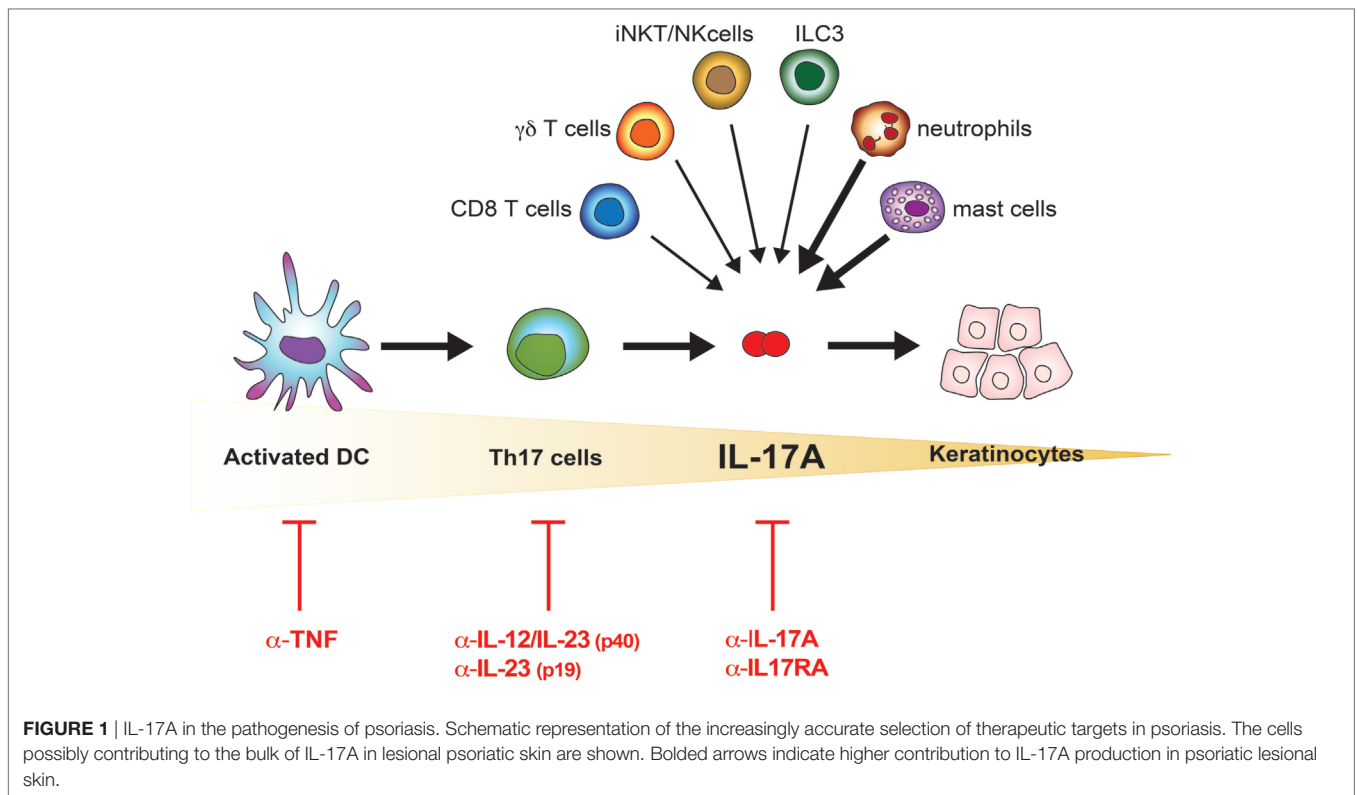 iNKT/NKcells
ILC3
γδ T cells
neutrophils
CD8 T cells
mast cells
Activated DC
Th17 cells
IL-17A
Keratinocytes
α-TNF
α-IL-12/IL-23 (p40)
α-IL-23 (p19)
α-IL-17A
α-IL17RA
FIGURE 1 | IL-17A in the pathogenesis of psoriasis. Schematic representation of the increasingly accurate selection of therapeutic targets in psoriasis. The cells
possibly contributing to the bulk of IL-17A in lesional psoriatic skin are shown. Bolded arrows indicate higher contribution to IL-17A production in psoriatic lesional
skin.